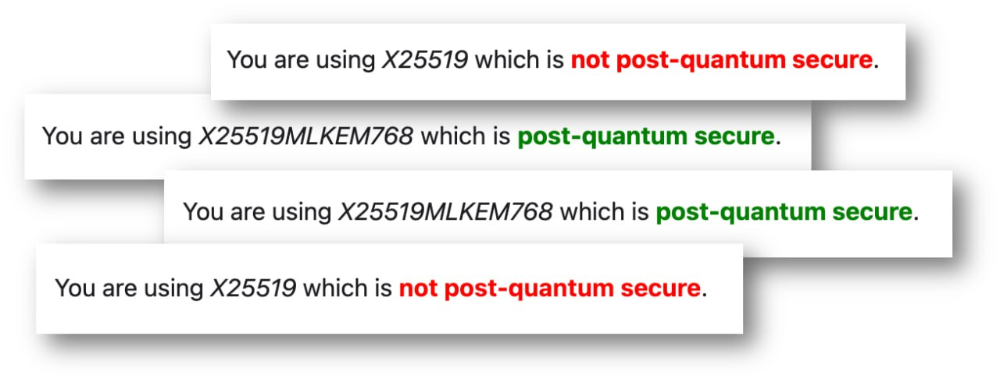 You are using X25519 which is not post-quantum secure.
You are using X25519MLKEM768 which is post-quantum secure.
You are using X25519MLKEM768 which is post-quantum secure.
You are using X25519 which is not post-quantum secure.